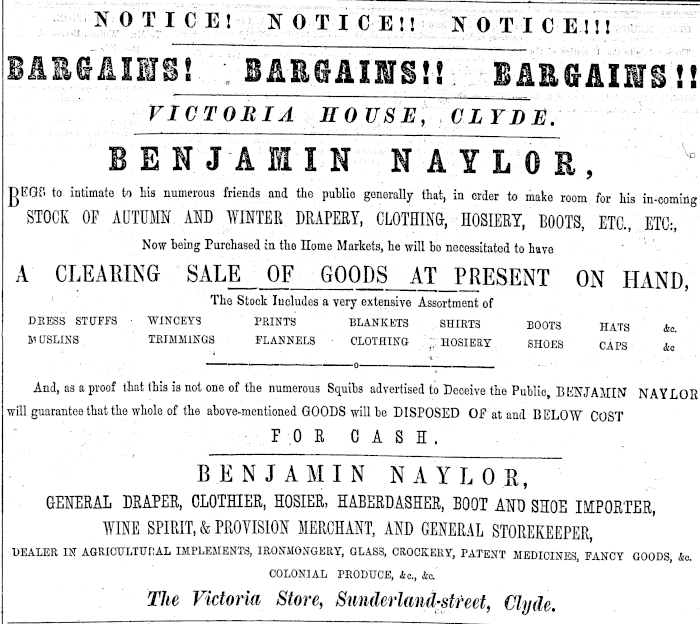 NOTICE! NOTICE!! NOTICE!!!
BARGAINS! BARGAINS!! BARGAINS!!
VICTORIA HOUSE, CLYDE.
BENJAMIN NAYLOR,
BEGS to intimate to his numerous friends and the public generally that, in order to make room for his in-coming
STOCK OF AUTUMN AND WINTER DRAPERY, CLOTHING, HOSIERY, BOOTS, ETC., ETC.,
Now being Purchased in the Home Markets, he will be necessitated to have
A CLEARING SALE OF GOODS AT PRESENT ON HAND,
The Stock Includes a very extensive Assortment of
DRESS STUFFS WINCEYS PRINTS BLANKETS SHIRTS BOOTS HATS &c.
MUSLINS TRIMMINGS FLANNELS CLOTHING HOSIERY SHOES CAPS &c
And, as a proof that this is not one of the numerous Squibs advertised to Deceive the Public, BENJAMIN NAYLOR
will guarantee that the whole of the above-mentioned GOODS will be DISPOSED OF at and BELOW COST
FOR CASH.
BENJAMIN NAYLOR,
GENERAL DRAPER, CLOTHIER, HOSIER, HABERDASHER, BOOT AND SHOE IMPORTER,
WINE SPIRIT, & PROVISION MERCHANT, AND GENERAL STOREKEEPER,
DEALER IN AGRICULTURAL IMPLEMENTS, IRONMONGERY, GLASS, CROCKERY, PATENT MEDICINES, FANCY GOODS, &c.
COLONIAL PRODUCE, &c., &c.
The Victoria Store, Sunderland-street, Clyde.